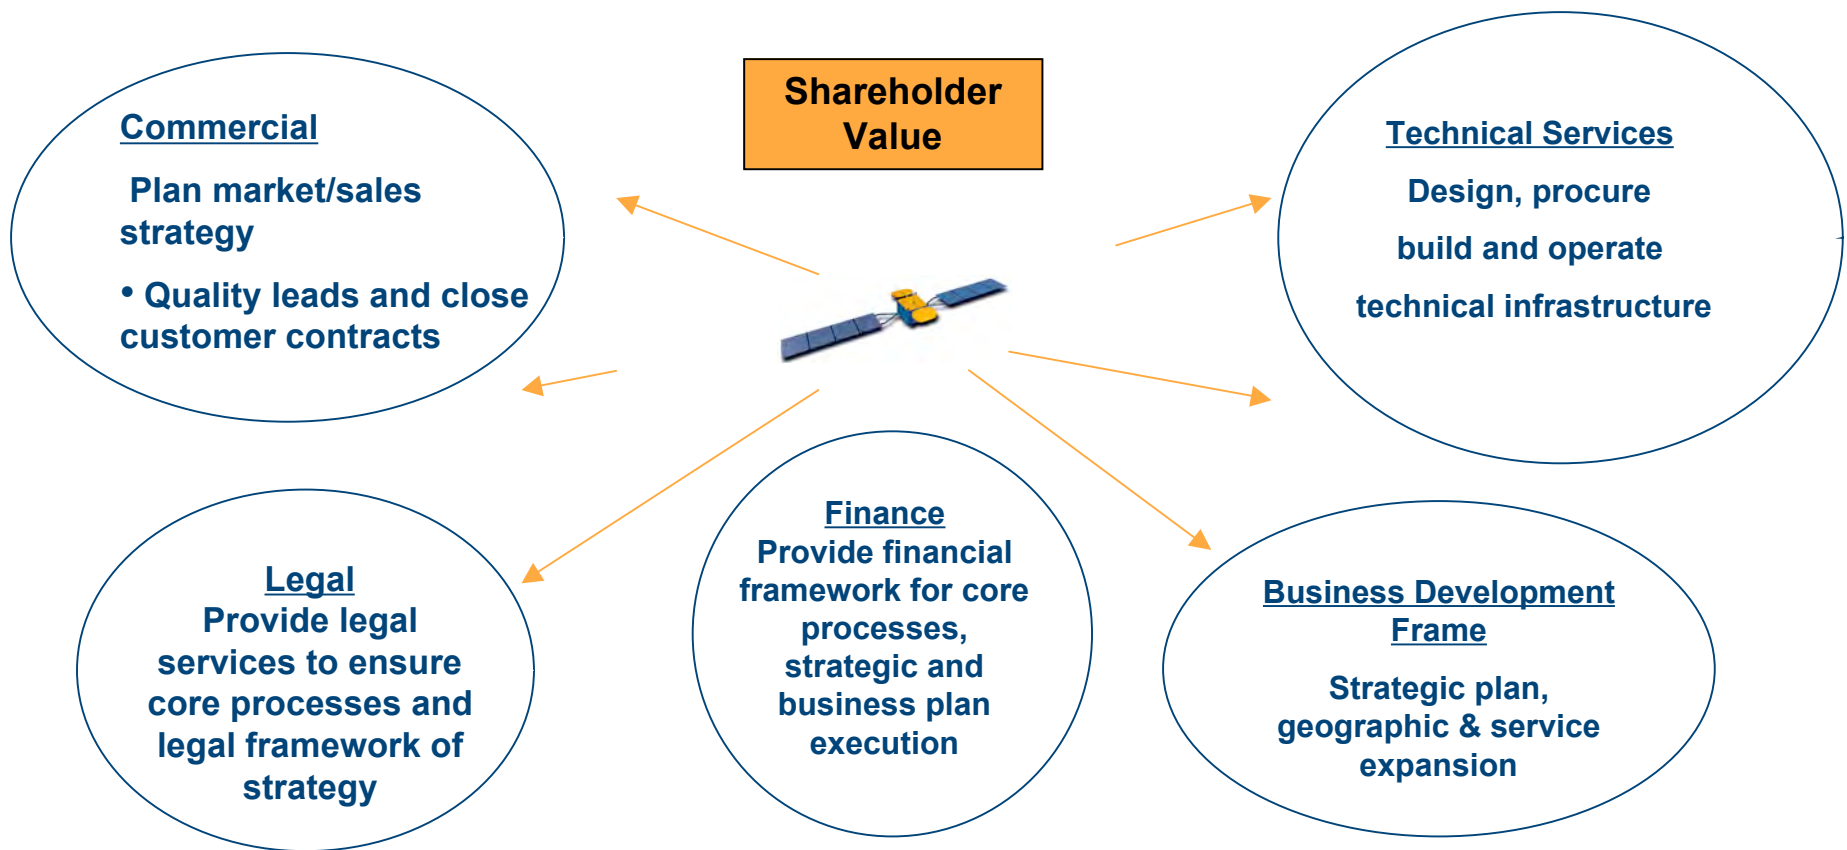 Shareholder
Value
Commercial
Plan market/sales
strategy
• Quality leads and close
customer contracts
Technical Services
Design, procure
build and operate
technical infrastructure
Legal
Provide legal
services to ensure
core processes and
legal framework of
strategy
Finance
Provide financial
framework for core
processes,
strategic and
business plan
execution
Business Development
Frame
Strategic plan,
geographic & service
expansion